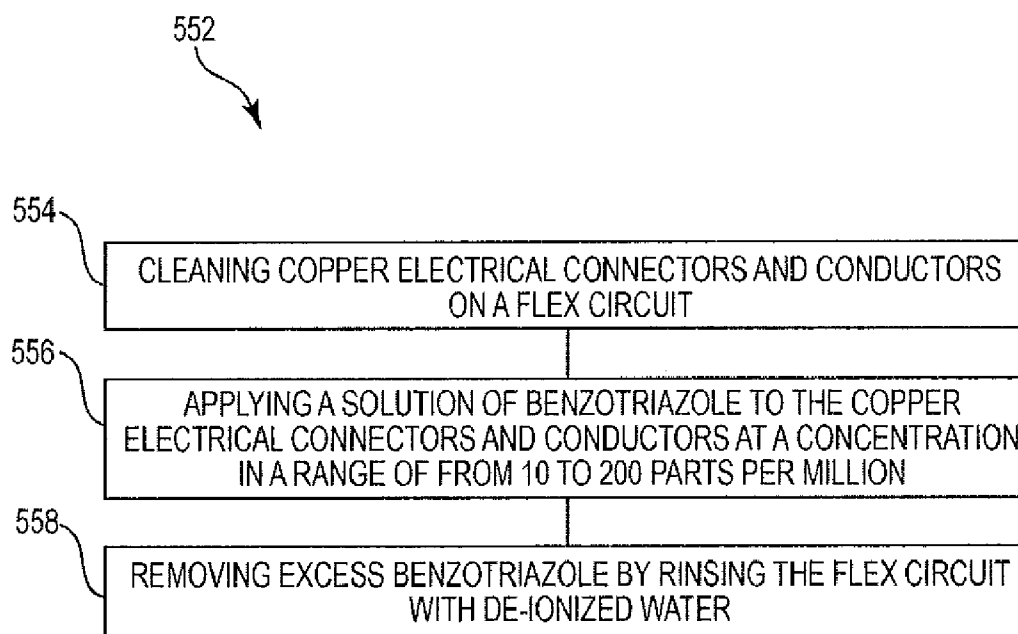 552
554
CLEANING COPPER ELECTRICAL CONNECTORS AND CONDUCTORS
ON A FLEX CIRCUIT
556
APPLYING A SOLUTION OF BENZOTRIAZOLE TO THE COPPER
ELECTRICAL CONNECTORS AND CONDUCTORS AT A CONCENTRATION
IN A RANGE OF FROM 10 TO 200 PARTS PER MILLION
558
REMOVING EXCESS BENZOTRIAZOLE BY RINSING THE FLEX CIRCUIT
WITH DE-IONIZED WATER